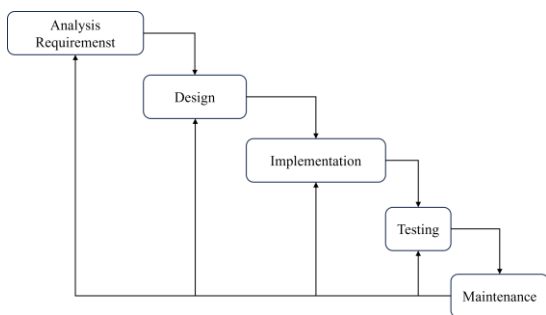 Analysis
Requiremenst
Design
Implementation
Testing
Maintenance